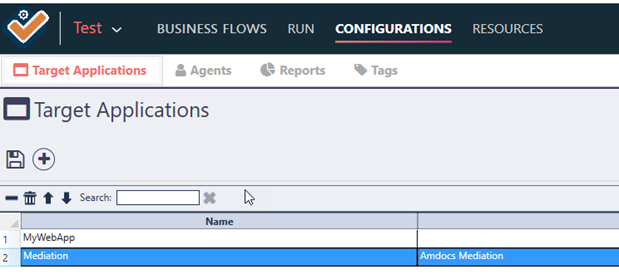 Test BUSINESS FLOWS RUN CONFIGURATIONS RESOURCES
Target Applications Agents Reports Tags
Target Applications
Search:
Name
1 MyWebApp
2 Mediation Amdocs Mediation